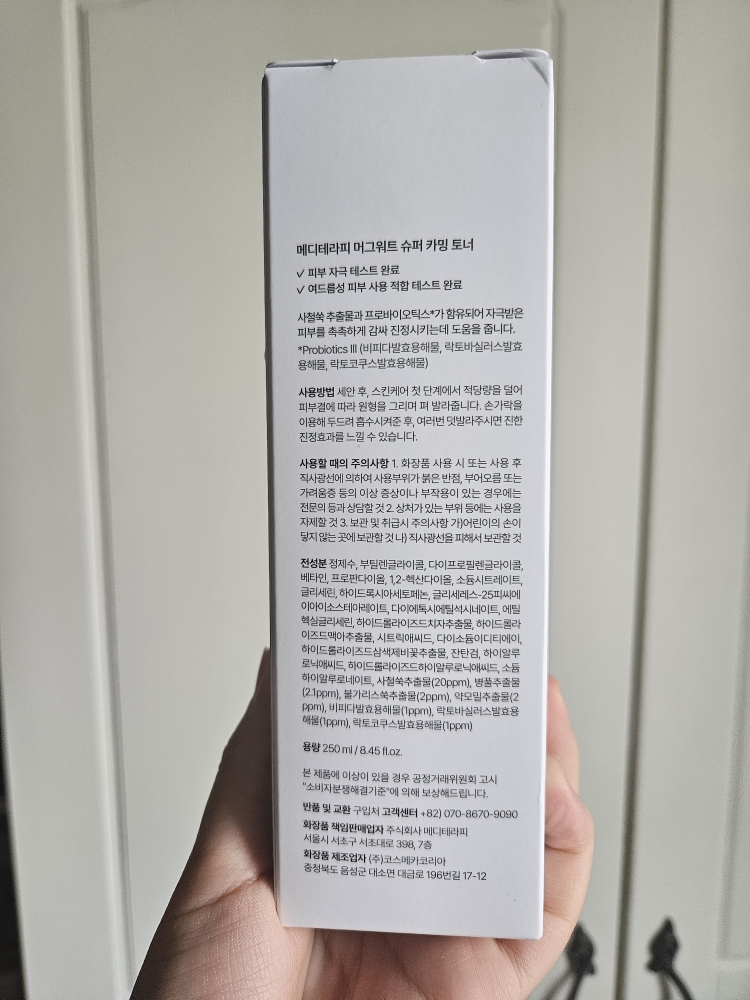 메디테라피 머그워트 슈퍼 카밍 토너
✓ 피부 자극 테스트 완료
✓ 여드름성 피부 사용 적합 테스트 완료
사철쑥 추출물과 프로바이오틱스*가 함유되어 자극받은
피부를 촉촉하게 감싸 진정시키는데 도움을 줍니다.
*Probiotics III (비피다발효용해물, 락토바실러스발효
용해물, 락토코쿠스발효용해물)
사용방법 세안 후, 스킨케어 첫 단계에서 적당량을 덜어
피부결에 따라 원형을 그리며 펴 발라줍니다. 손가락을
이용해 두드려 흡수시켜준 후, 여러번 덧발라주시면 진한
진정효과를 느낄 수 있습니다.
사용할 때의 주의사항 1. 화장품 사용 시 또는 사용 후
직사광선에 의하여 사용부위가 붉은 반점, 부어오름 또는
가려움증 등의 이상 증상이나 부작용이 있는 경우에는
전문의 등과 상담할 것 2. 상처가 있는 부위 등에는 사용을
자제할 것 3. 보관 및 취급시 주의사항 가)어린이의 손이
닿지 않는 곳에 보관할 것 나) 직사광선을 피해서 보관할 것
전성분 정제수, 부틸렌글라이콜, 다이프로필렌글라이콜,
베타인, 프로판다이올, 1,2-헥산다이올, 소듐시트레이트,
글리세린, 하이드록시아세토페논, 글리세레스-25피씨에
이아이소스테아레이트, 다이에톡시에틸석시네이트, 에틸
헥실글리세린, 하이드롤라이즈드치자추출물, 하이드롤라
이즈드맥아추출물, 시트릭애씨드, 다이소듐이디티에이,
하이드롤라이즈드삼색제비꽃추출물, 잔탄검, 하이알루
로닉애씨드, 하이드롤라이즈드하이알루로닉애씨드, 소듐
하이알루로네이트, 사철쑥추출물(20ppm), 병풀추출물
(2.1ppm), 불가리스쑥추출물(2ppm), 약모밀추출물(2
ppm), 비피다발효용해물(1ppm), 락토바실러스발효용
해물(1ppm), 락토코쿠스발효용해물(1ppm)
용량 250 ml / 8.45 fl.oz.
본 제품에 이상이 있을 경우 공정거래위원회 고시
"소비자분쟁해결기준"에 의해 보상해드립니다.
반품 및 교환 구입처 고객센터 +82) 070-8670-9090
화장품 책임판매업자 주식회사 메디테라피
서울시 서초구 서초대로 398, 7층
화장품 제조업자 (주)코스메카코리아
충청북도 음성군 대소면 대금로 196번길 17-12